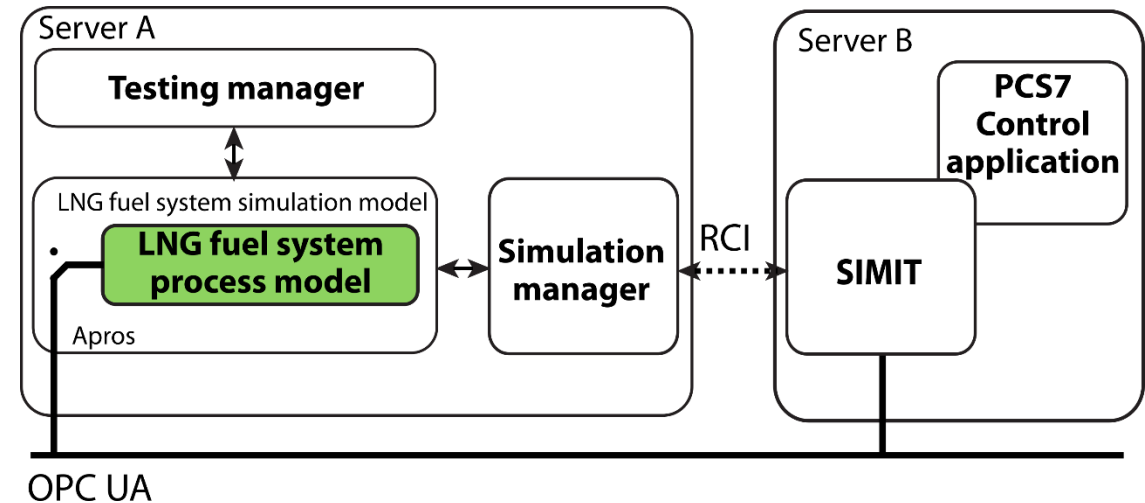 Server A
Testing manager
LNG fuel system simulation model
LNG fuel system
process model
Apros
Simulation
manager
RCI
Server B
PCS7
Control
application
SIMIT
OPC UA